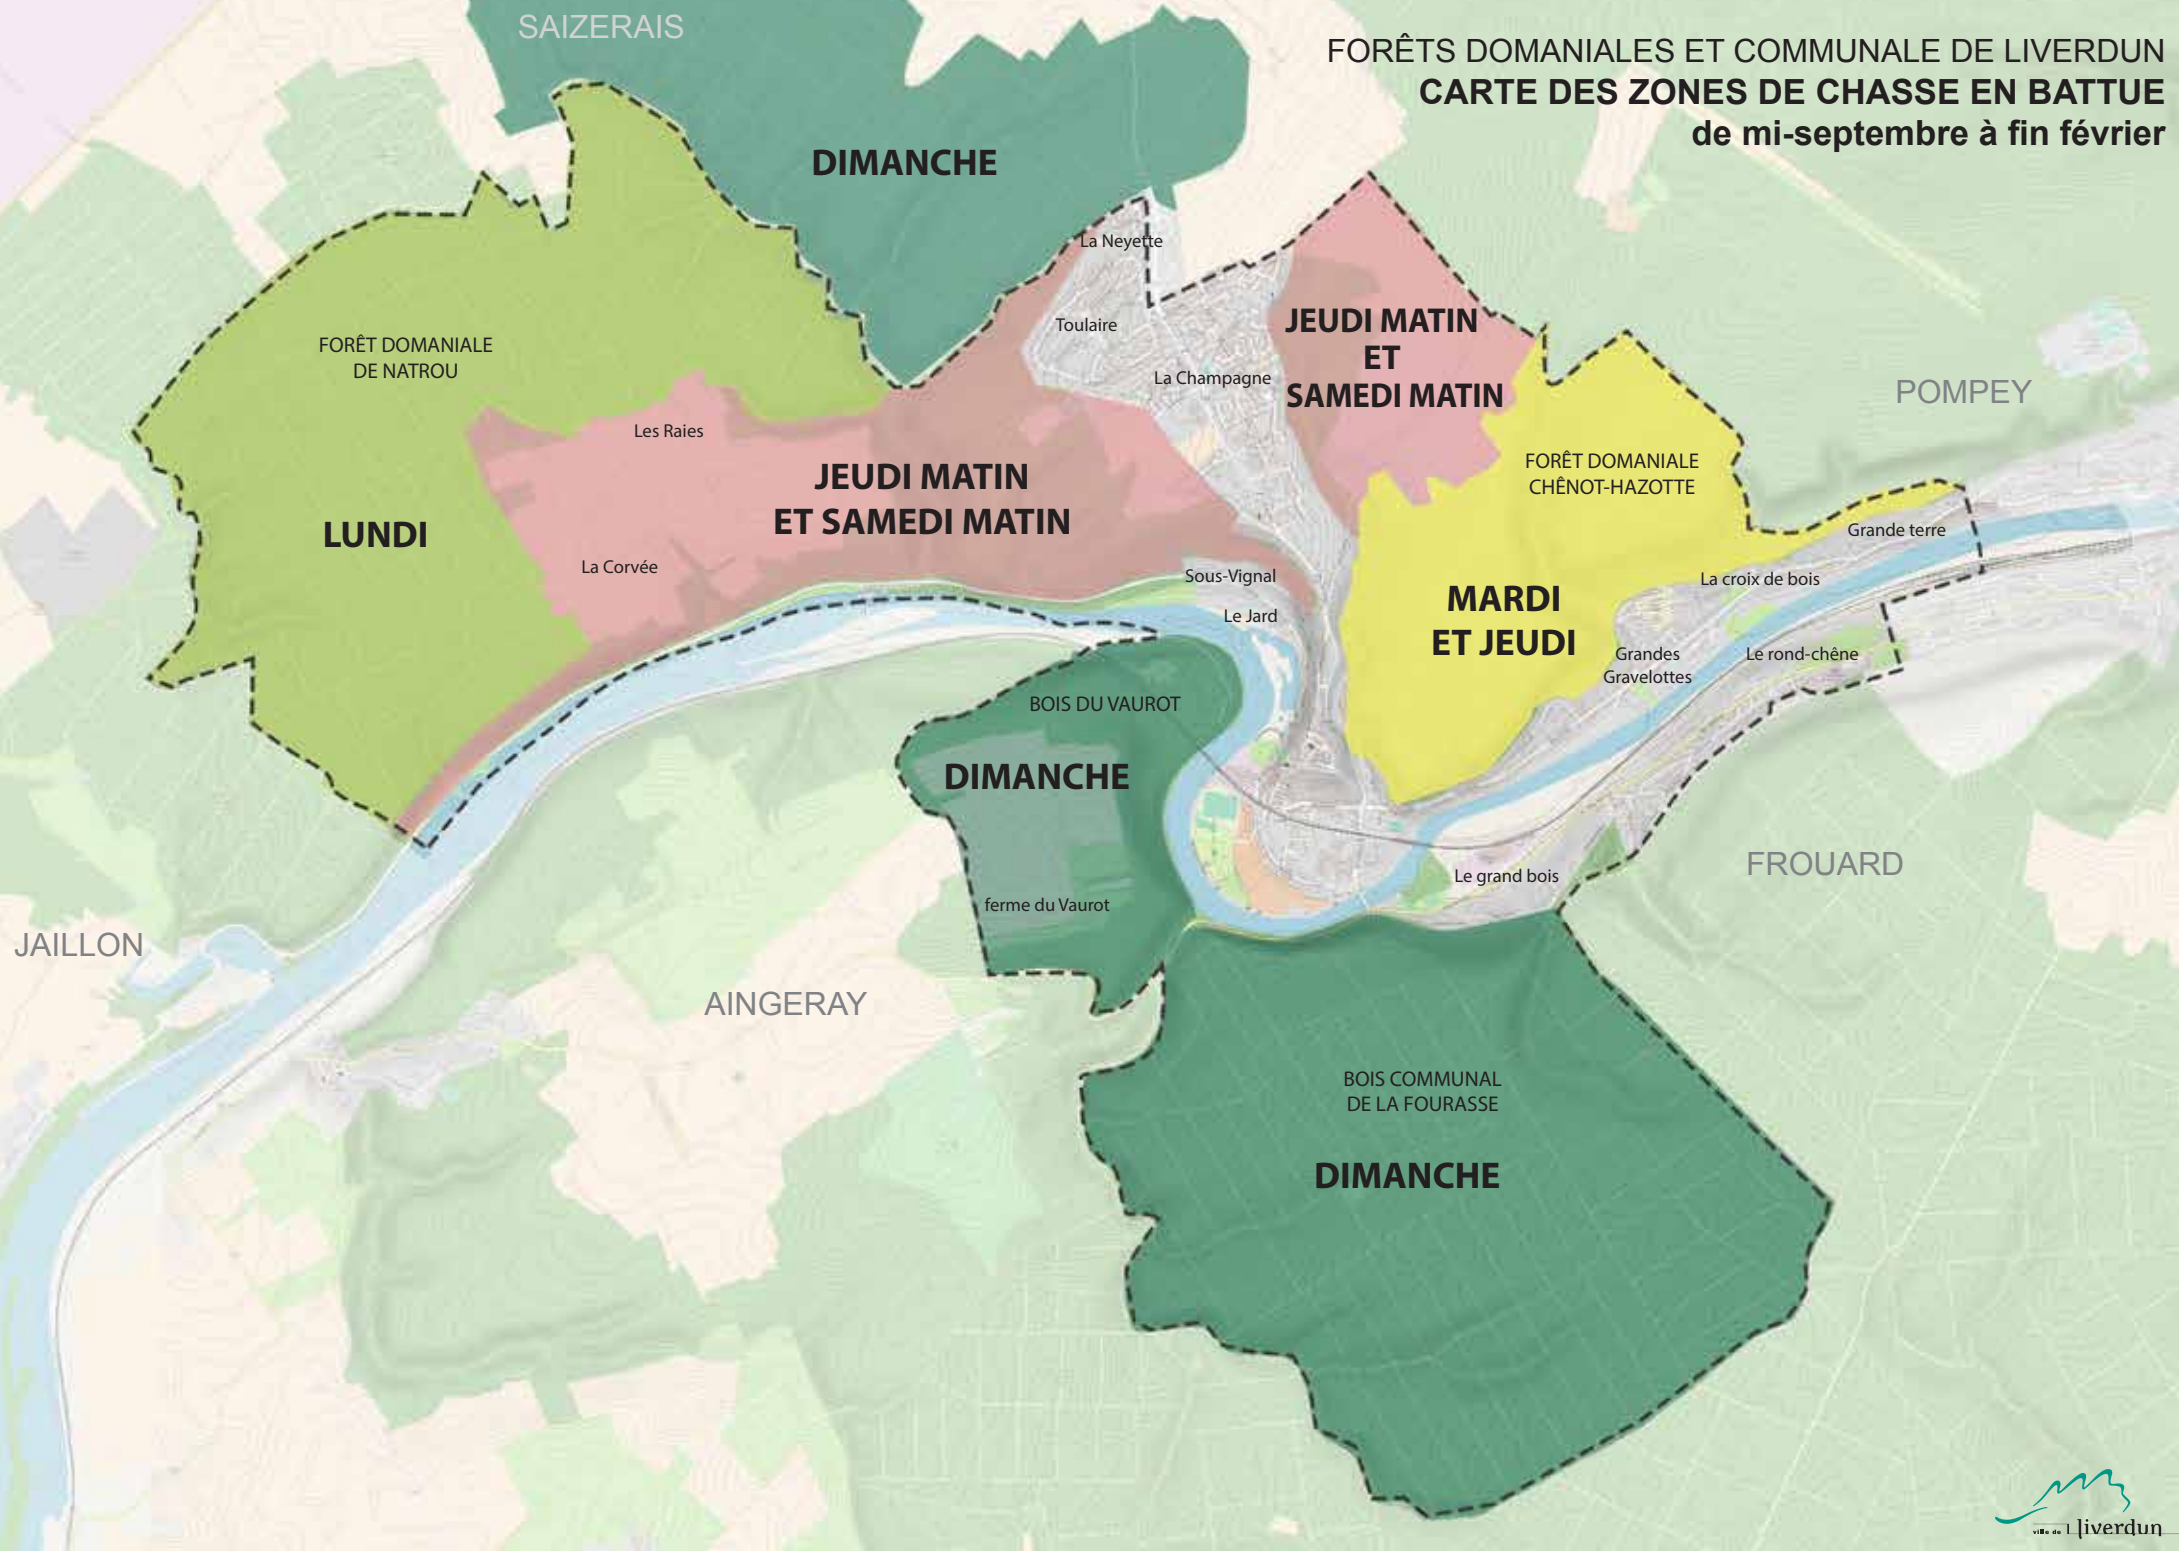 FORÊTS DOMANIALES ET COMMUNALE DE LIVERDUN
CARTE DES ZONES DE CHASSE EN BATTUE
de mi-septembre à fin février
SAIZERAIS
DIMANCHE
La Neyette
Toulaire
La Champagne
JEUDI MATIN
ET
SAMEDI MATIN
FORÊT DOMANIALE
DE NATROU
LUNDI
Les Raies
La Corvée
JEUDI MATIN
ET SAMEDI MATIN
POMPEY
FORÊT DOMANIALE
CHÊNOT-HAZOTTE
MARDI
ET JEUDI
Grande terre
La croix de bois
Grandes
Gravelottes
Le rond-chêne
Sous-Vignal
Le Jard
BOIS DU VAUROT
DIMANCHE
ferme du Vaurot
Le grand bois
FROUARD
JAILLON
AINGERAY
BOIS COMMUNAL
DE LA FOURASSE
DIMANCHE
ville de liverdun